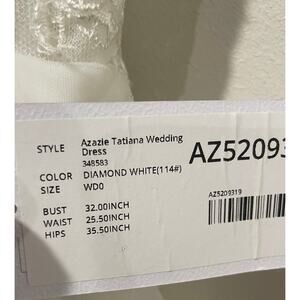 STYLE Azazie Tatiana Wedding
Dress
348583
COLOR DIAMOND WHITE(114#)
SIZE WD0
BUST 32.00INCH
WAIST 25.50INCH
HIPS 35.50INCH
AZ5209
AZ5209319